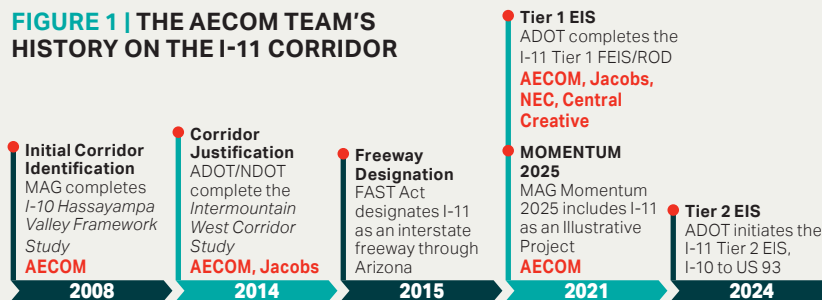 FIGURE 1 | THE AECOM TEAM'S
HISTORY ON THE I-11 CORRIDOR
Initial Corridor
Identification
MAG completes
I-10 Hassayampa
Valley Framework
Study
AECOM
2008
Corridor
Justification
ADOT/NDOT
complete the
Intermountain
West Corridor
Study
AECOM, Jacobs
2014
Freeway
Designation
FAST Act
designates I-11
as an interstate
freeway through
Arizona
2015
Tier 1 EIS
ADOT completes the
I-11 Tier 1 FEIS/ROD
AECOM, Jacobs,
NEC, Central
Creative
MOMENTUM
2025
MAG Momentum
2025 includes I-11
as an Illustrative
Project
AECOM
2021
Tier 2 EIS
ADOT initiates the
I-11 Tier 2 EIS,
I-10 to US 93
2024